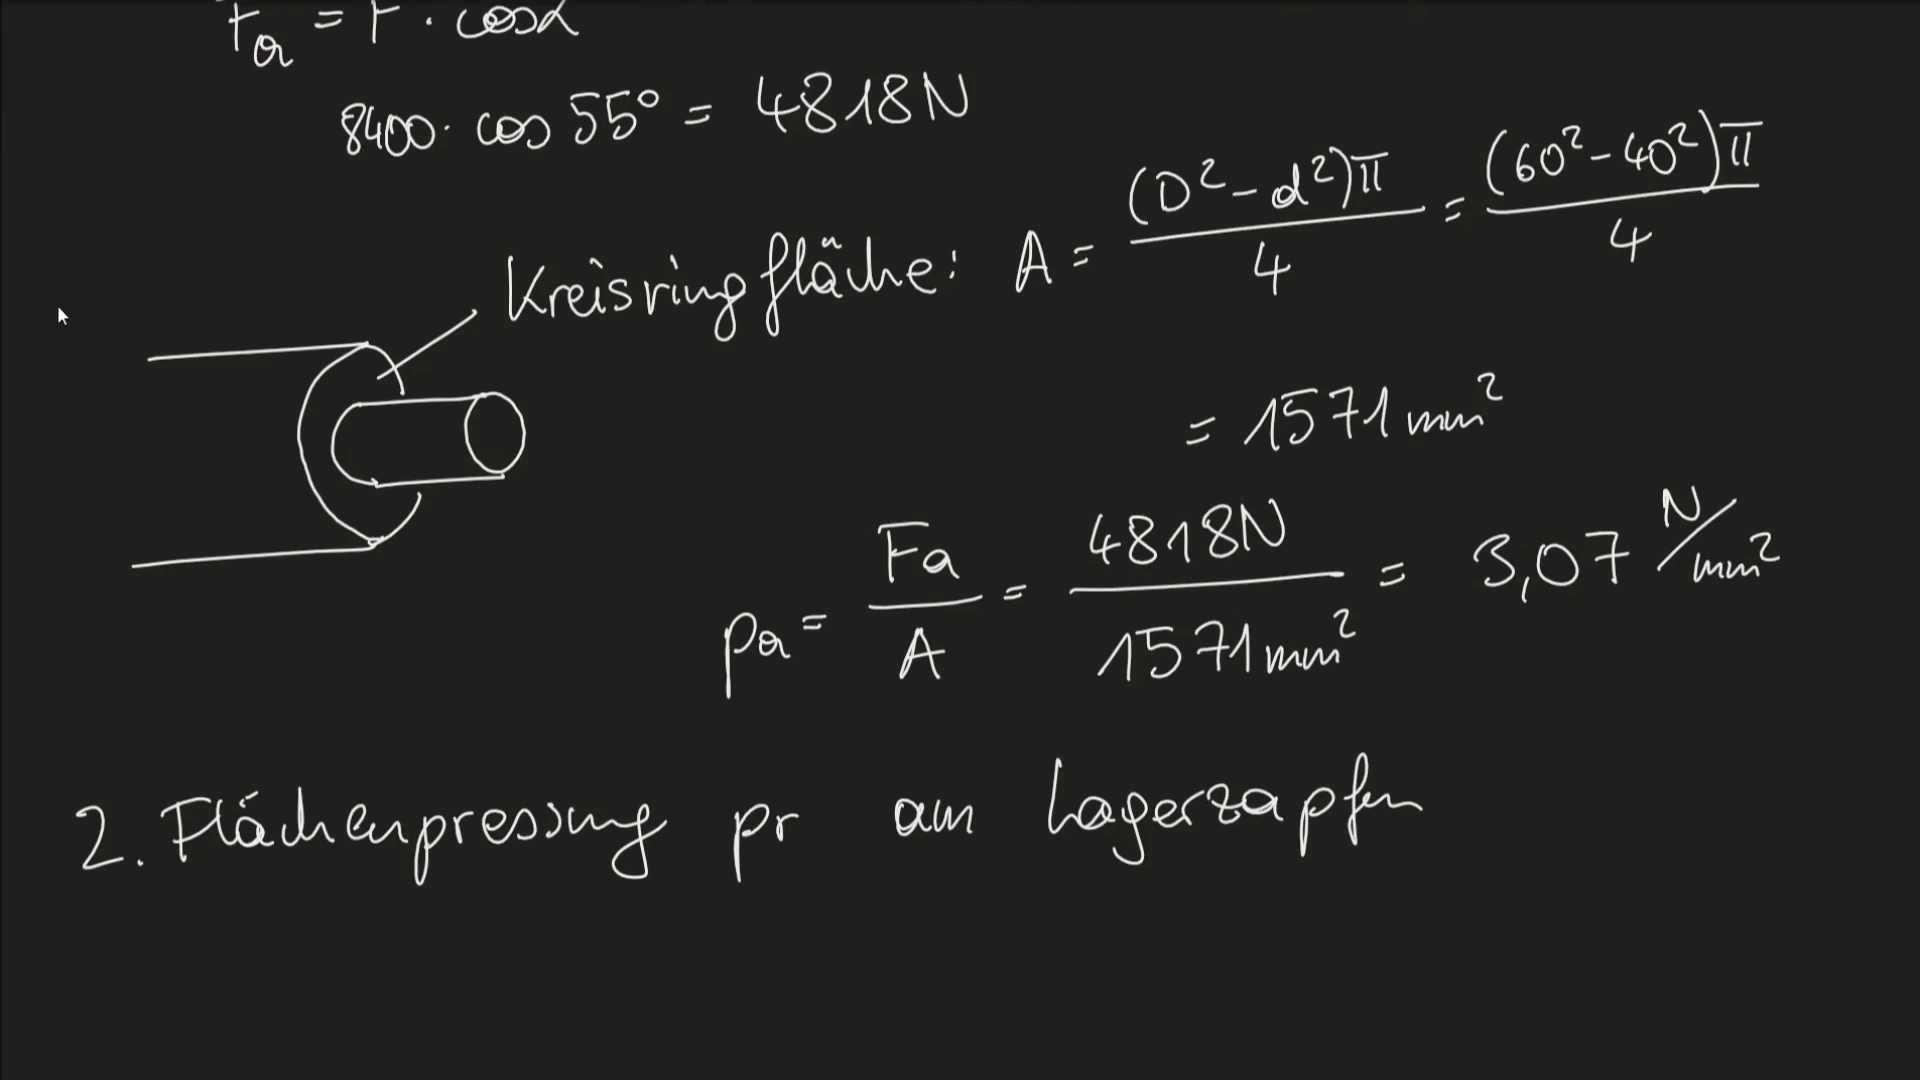 Fa = F · cosα
8400 · cos 55° = 4818N
Kreisringfläche: A = (D² - d²)π / 4 = (60² - 40²)π / 4
= 1571 mm²
pa = Fa / A = 4818N / 1571 mm² = 3,07 N/mm²
2. Flächenpressung pr am Lagerzapfen